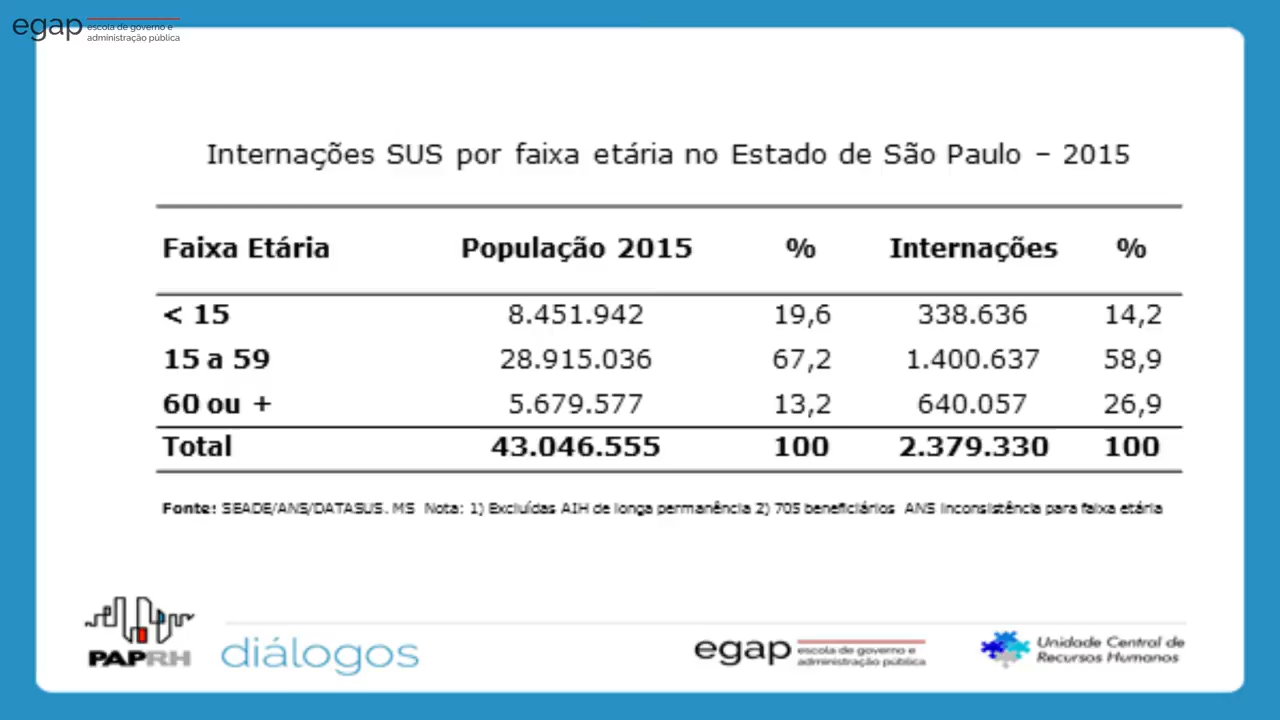 egap escola de governo e
administração pública
Internações SUS por faixa etária no Estado de São Paulo – 2015
Faixa Etária População 2015 % Internações %
< 15 8.451.942 19,6 338.636 14,2
15 a 59 28.915.036 67,2 1.400.637 58,9
60 ou + 5.679.577 13,2 640.057 26,9
Total 43.046.555 100 2.379.330 100
Fonte: SEADE/ANS/DATASUS. MS Nota: 1) Excluídas AIH de longa permanência 2) 705 beneficiários ANS inconsistência para faixa etária
PAPRH diálogos
egap escola de governo e
administração pública
Unidade Central de
Recursos Humanos